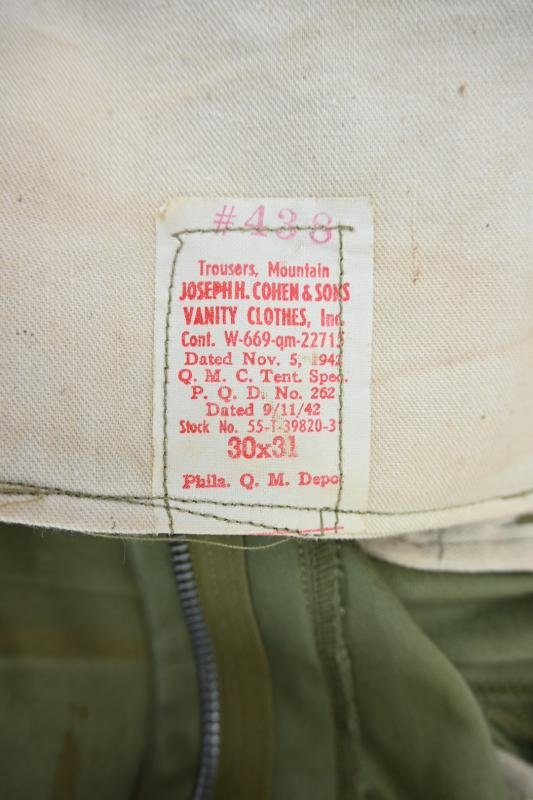 #438
Trousers, Mountain
JOSEPH H. COHEN & SONS
VANITY CLOTHES, Inc.
Cont. W-669-qm-22715
Dated Nov. 5, 1942
Q. M. C. Tent. Spec.
P. Q. D. No. 262
Dated 9/11/42
Stock No. 55-T-39820-31
30x31
Phila. Q. M. Depot